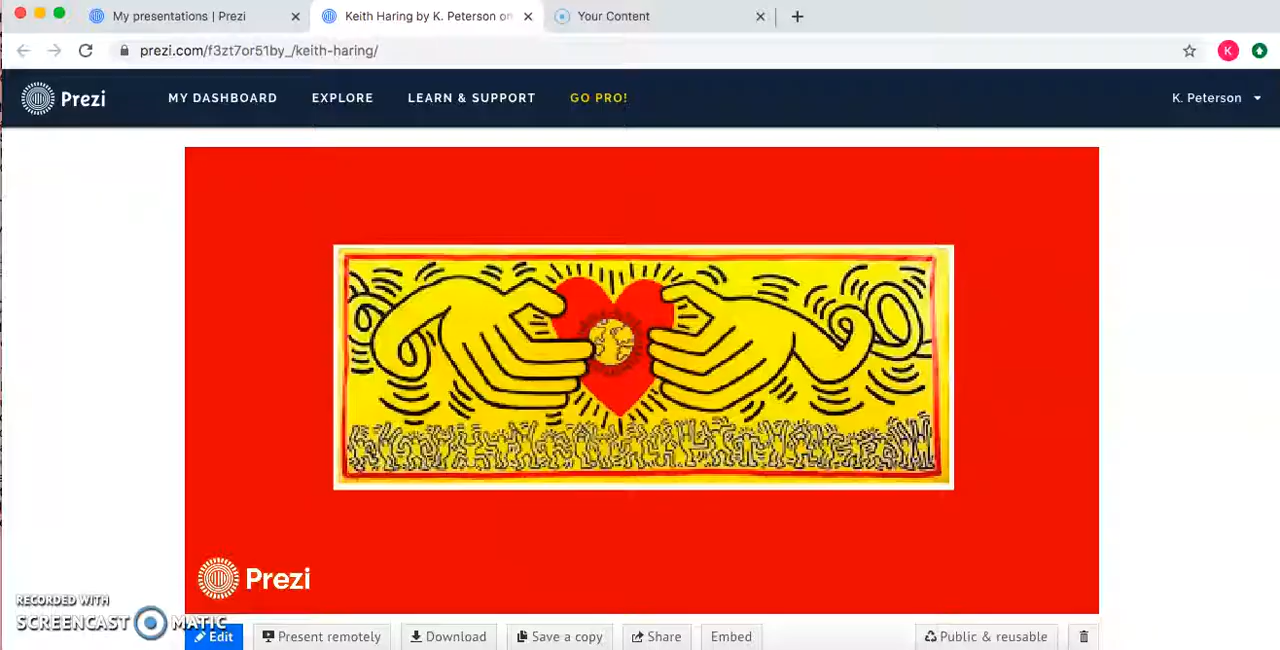 My presentations | Prezi
Keith Haring by K. Peterson on
Your Content
prezi.com/f3zt7or51by_/keith-haring/
K
Prezi
MY DASHBOARD
EXPLORE
LEARN & SUPPORT
GO PRO!
K. Peterson
Prezi
RECORDED WITH
SCREENCAST MATIC
Edit
Present remotely
Download
Save a copy
Share
Embed
Public & reusable